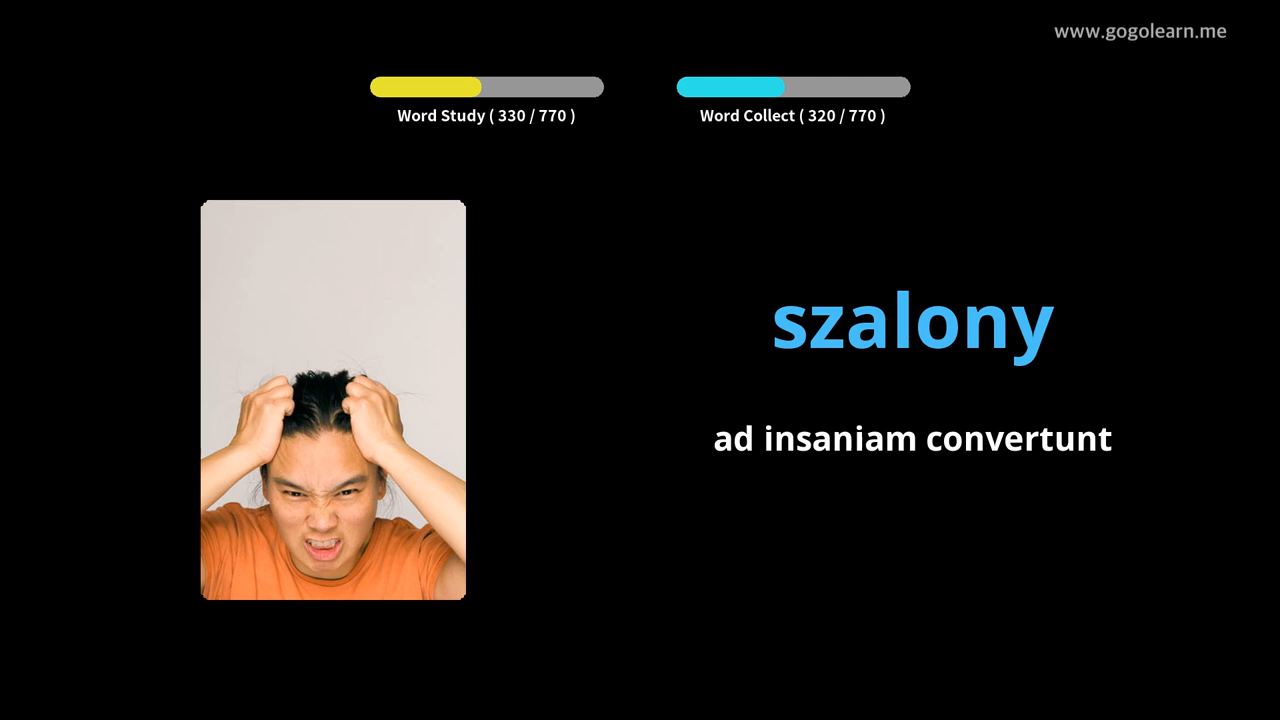 www.gogolearn.me
Word Study ( 330 / 770 )
Word Collect ( 320 / 770 )
szalony
ad insaniam convertunt